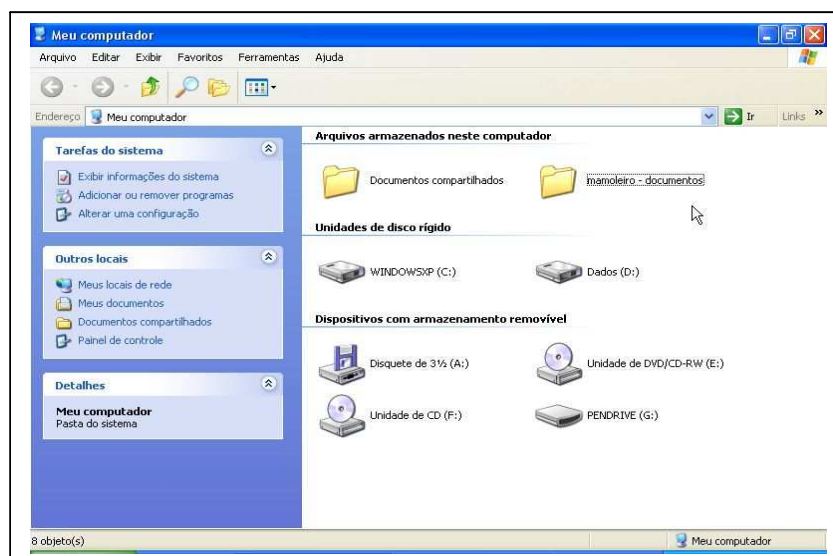 Meu computador
Arquivo Editar Exibir Favoritos Ferramentas Ajuda
Endereço Meu computador Ir Links »
Tarefas do sistema
Exibir informações do sistema
Adicionar ou remover programas
Alterar uma configuração
Outros locais
Meus locais de rede
Meus documentos
Documentos compartilhados
Painel de controle
Detalhes
Meu computador
Pasta do sistema
Arquivos armazenados neste computador
Documentos compartilhados mamoleiro - documentos
Unidades de disco rígido
WINDOWSXP (C:) Dados (D:)
Dispositivos com armazenamento removível
Disquete de 3½ (A:) Unidade de DVD/CD-RW (E:)
Unidade de CD (F:) PENDRIVE (G:)
8 objeto(s) Meu computador